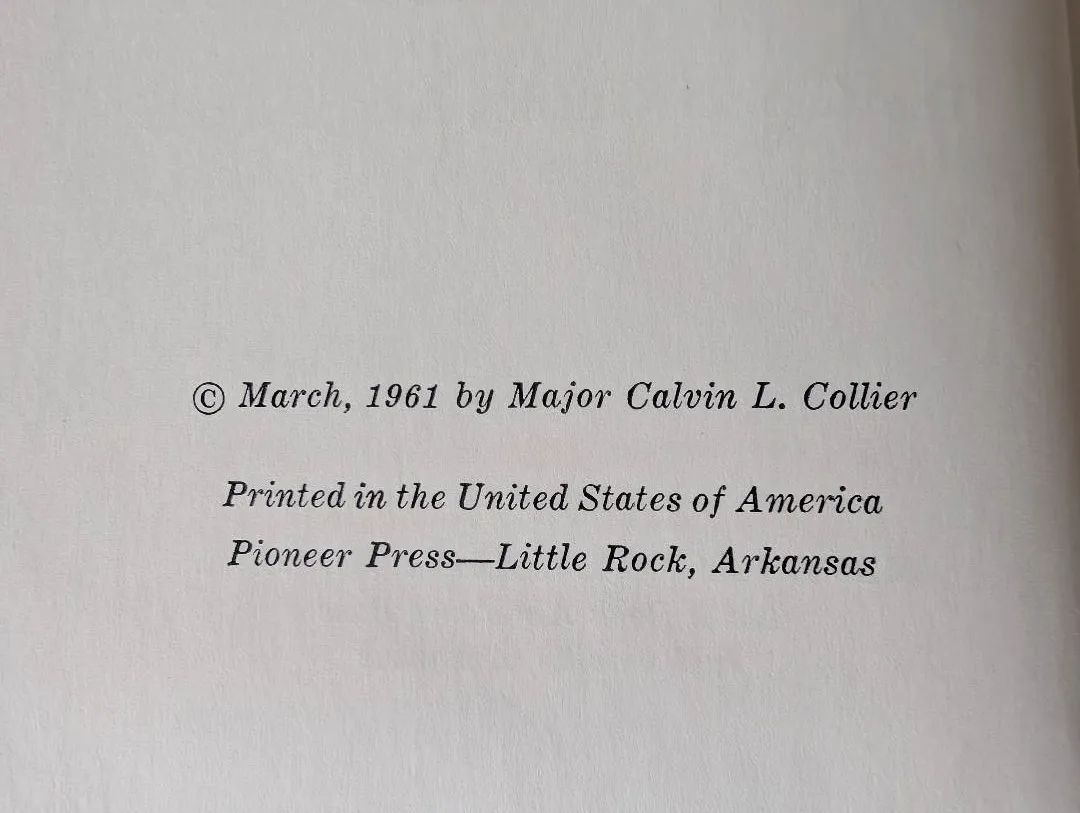 © March, 1961 by Major Calvin L. Collier
Printed in the United States of America
Pioneer Press—Little Rock, Arkansas